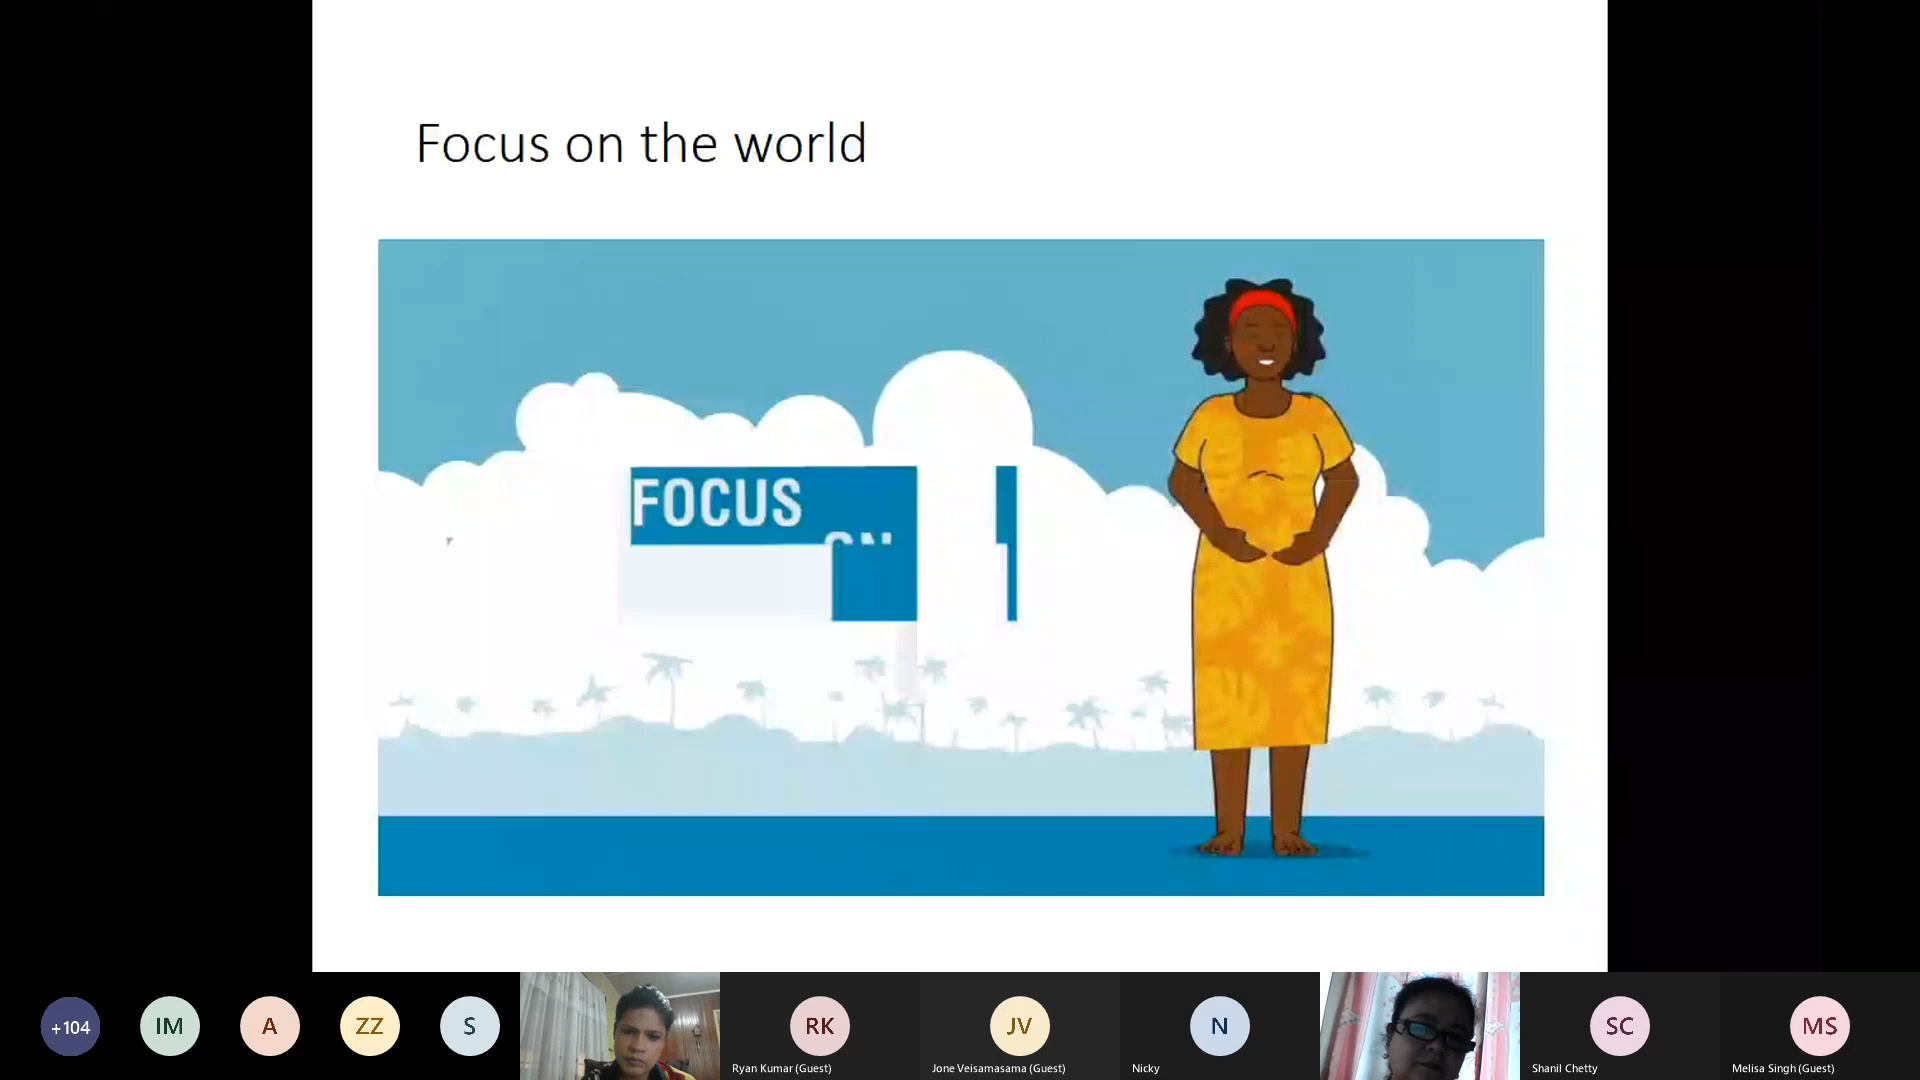 Focus on the world
FOCUS
ON
+104
IM
A
ZZ
S
RK
JV
N
SC
MS
Ryan Kumar (Guest)
Jone Veisamasama (Guest)
Nicky
Shanil Chetty
Melisa Singh (Guest)